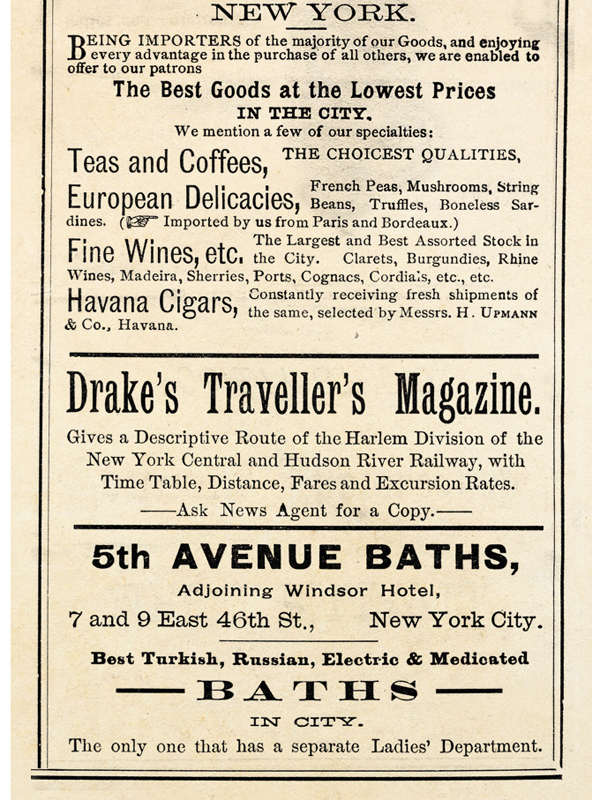 NEW YORK.
BEING IMPORTERS of the majority of our Goods, and enjoying
every advantage in the purchase of all others, we are enabled to
offer to our patrons
The Best Goods at the Lowest Prices
IN THE CITY.
We mention a few of our specialties:
Teas and Coffees, THE CHOICEST QUALITIES,
European Delicacies, French Peas, Mushrooms, String
Beans, Truffles, Boneless Sar-
dines. (☞ Imported by us from Paris and Bordeaux.)
Fine Wines, etc. The Largest and Best Assorted Stock in
the City. Clarets, Burgundies, Rhine
Wines, Madeira, Sherries, Ports, Cognacs, Cordials, etc., etc.
Havana Cigars, Constantly receiving fresh shipments of
the same, selected by Messrs. H. UPMANN
& Co., Havana.
Drake's Traveller's Magazine.
Gives a Descriptive Route of the Harlem Division of the
New York Central and Hudson River Railway, with
Time Table, Distance, Fares and Excursion Rates.
——Ask News Agent for a Copy.——
5th AVENUE BATHS,
Adjoining Windsor Hotel,
7 and 9 East 46th St., New York City.
Best Turkish, Russian, Electric & Medicated
— BATHS —
IN CITY.
The only one that has a separate Ladies' Department.